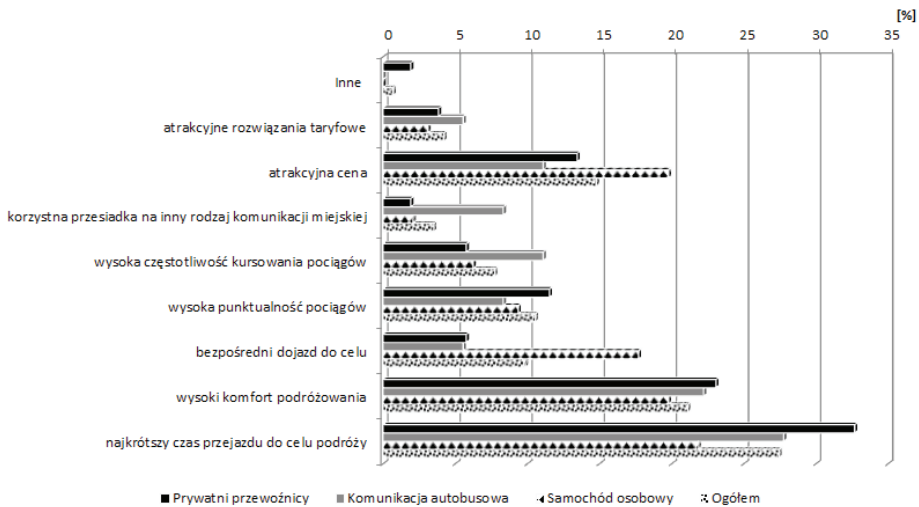 [%]
0 5 10 15 20 25 30 35
Inne
atrakcyjne rozwiązania taryfowe
atrakcyjna cena
korzystna przesiadka na inny rodzaj komunikacji miejskiej
wysoka częstotliwość kursowania pociągów
wysoka punktualność pociągów
bezpośredni dojazd do celu
wysoki komfort podróżowania
najkrótszy czas przejazdu do celu podróży
Prywatni przewoźnicy Komunikacja autobusowa Samochód osobowy Ogółem